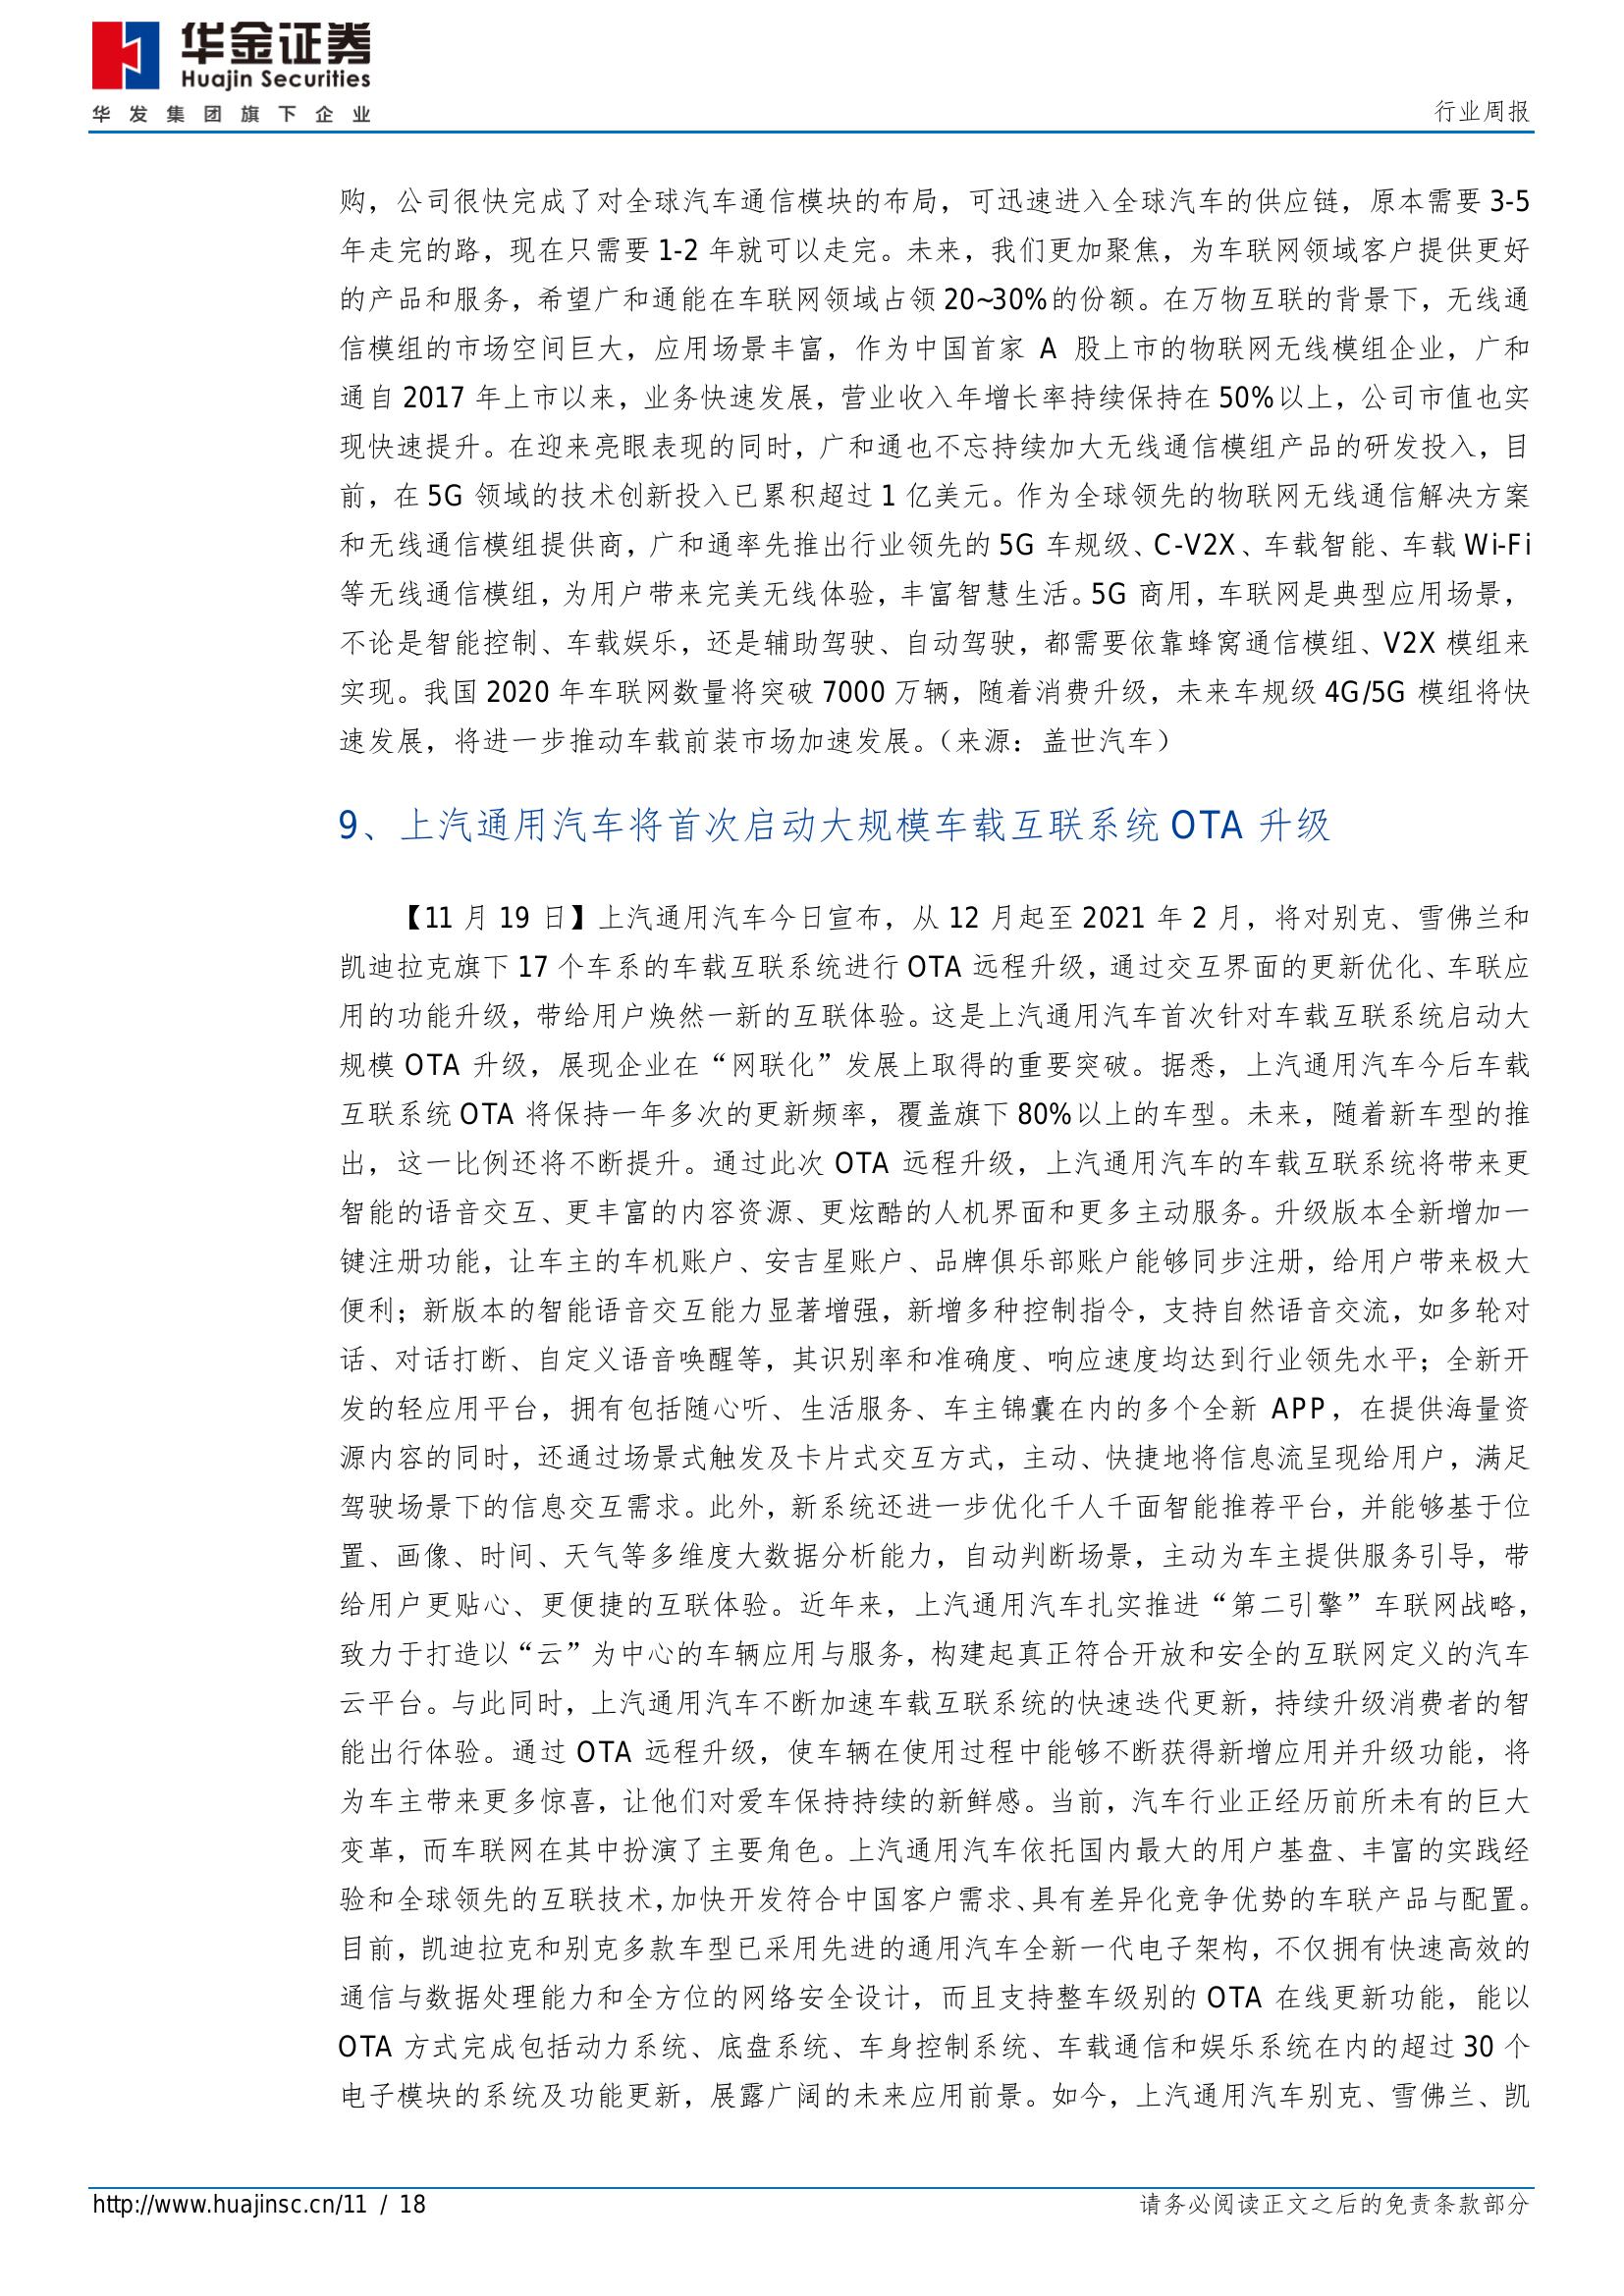 华金证券
Huajin Securities
华发集团旗下企业
行业周报
购，公司很快完成了对全球汽车通信模块的布局，可迅速进入全球汽车的供应链，原本需要 3-5
年走完的路，现在只需要 1-2 年就可以走完。未来，我们更加聚焦，为车联网领域客户提供更好
的产品和服务，希望广和通能在车联网领域占领 20~30%的份额。在万物互联的背景下，无线通
信模组的市场空间巨大，应用场景丰富，作为中国首家 A 股上市的物联网无线模组企业，广和
通自 2017 年上市以来，业务快速发展，营业收入年增长率持续保持在 50%以上，公司市值也实
现快速提升。在迎来亮眼表现的同时，广和通也不忘持续加大无线通信模组产品的研发投入，目
前，在 5G 领域的技术创新投入已累积超过 1 亿美元。作为全球领先的物联网无线通信解决方案
和无线通信模组提供商，广和通率先推出行业领先的 5G 车规级、C-V2X、车载智能、车载 Wi-Fi
等无线通信模组，为用户带来完美无线体验，丰富智慧生活。5G 商用，车联网是典型应用场景，
不论是智能控制、车载娱乐，还是辅助驾驶、自动驾驶，都需要依靠蜂窝通信模组、V2X 模组来
实现。我国 2020 年车联网数量将突破 7000 万辆，随着消费升级，未来车规级 4G/5G 模组将快
速发展，将进一步推动车载前装市场加速发展。（来源：盖世汽车）
9、上汽通用汽车将首次启动大规模车载互联系统 OTA 升级
【11 月 19 日】上汽通用汽车今日宣布，从 12 月起至 2021 年 2 月，将对别克、雪佛兰和
凯迪拉克旗下 17 个车系的车载互联系统进行 OTA 远程升级，通过交互界面的更新优化、车联应
用的功能升级，带给用户焕然一新的互联体验。这是上汽通用汽车首次针对车载互联系统启动大
规模 OTA 升级，展现企业在“网联化”发展上取得的重要突破。据悉，上汽通用汽车今后车载
互联系统 OTA 将保持一年多次的更新频率，覆盖旗下 80%以上的车型。未来，随着新车型的推
出，这一比例还将不断提升。通过此次 OTA 远程升级，上汽通用汽车的车载互联系统将带来更
智能的语音交互、更丰富的内容资源、更炫酷的人机界面和更多主动服务。升级版本全新增加一
键注册功能，让车主的车机账户、安吉星账户、品牌俱乐部账户能够同步注册，给用户带来极大
便利；新版本的智能语音交互能力显著增强，新增多种控制指令，支持自然语音交流，如多轮对
话、对话打断、自定义语音唤醒等，其识别率和准确度、响应速度均达到行业领先水平；全新开
发的轻应用平台，拥有包括随心听、生活服务、车主锦囊在内的多个全新 APP，在提供海量资
源内容的同时，还通过场景式触发及卡片式交互方式，主动、快捷地将信息流呈现给用户，满足
驾驶场景下的信息交互需求。此外，新系统还进一步优化千人千面智能推荐平台，并能够基于位
置、画像、时间、天气等多维度大数据分析能力，自动判断场景，主动为车主提供服务引导，带
给用户更贴心、更便捷的互联体验。近年来，上汽通用汽车扎实推进“第二引擎”车联网战略，
致力于打造以“云”为中心的车辆应用与服务，构建起真正符合开放和安全的互联网定义的汽车
云平台。与此同时，上汽通用汽车不断加速车载互联系统的快速迭代更新，持续升级消费者的智
能出行体验。通过 OTA 远程升级，使车辆在使用过程中能够不断获得新增应用并升级功能，将
为车主带来更多惊喜，让他们对爱车保持持续的新鲜感。当前，汽车行业正经历前所未有的巨大
变革，而车联网在其中扮演了主要角色。上汽通用汽车依托国内最大的用户基盘、丰富的实践经
验和全球领先的互联技术，加快开发符合中国客户需求、具有差异化竞争优势的车联产品与配置。
目前，凯迪拉克和别克多款车型已采用先进的通用汽车全新一代电子架构，不仅拥有快速高效的
通信与数据处理能力和全方位的网络安全设计，而且支持整车级别的 OTA 在线更新功能，能以
OTA 方式完成包括动力系统、底盘系统、车身控制系统、车载通信和娱乐系统在内的超过 30 个
电子模块的系统及功能更新，展露广阔的未来应用前景。如今，上汽通用汽车别克、雪佛兰、凯
http://www.huajinsc.cn/11 / 18
请务必阅读正文之后的免责条款部分